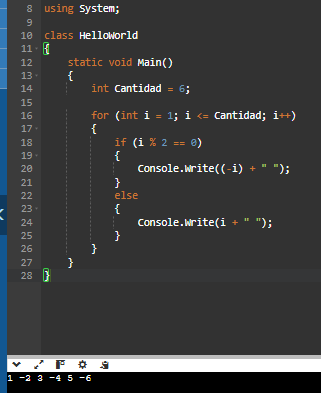 8 using System;
9
10 class HelloWorld
11 {
12 static void Main()
13 {
14 int Cantidad = 6;
15
16 for (int i = 1; i <= Cantidad; i++)
17 {
18 if (i % 2 == 0)
19 {
20 Console.Write((-i) + " ");
21 }
22 else
23 {
24 Console.Write(i + " ");
25 }
26 }
27 }
28 }
1 -2 3 -4 5 -6